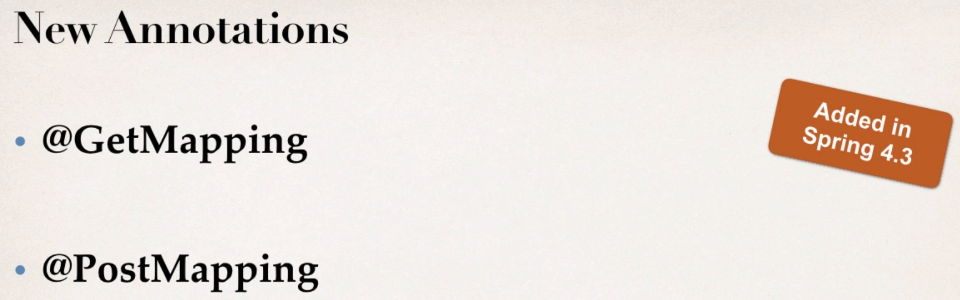 New Annotations
• @GetMapping
Added in
Spring 4.3
• @PostMapping